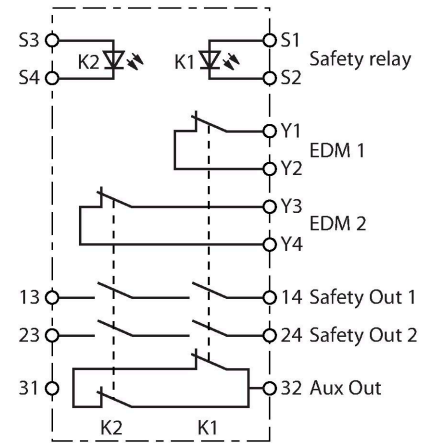 S3 S1
K2 K1 Safety relay
S4 S2
Y1
EDM 1
Y2
Y3
EDM 2
Y4
13 14 Safety Out 1
23 24 Safety Out 2
31 32 Aux Out
K2 K1